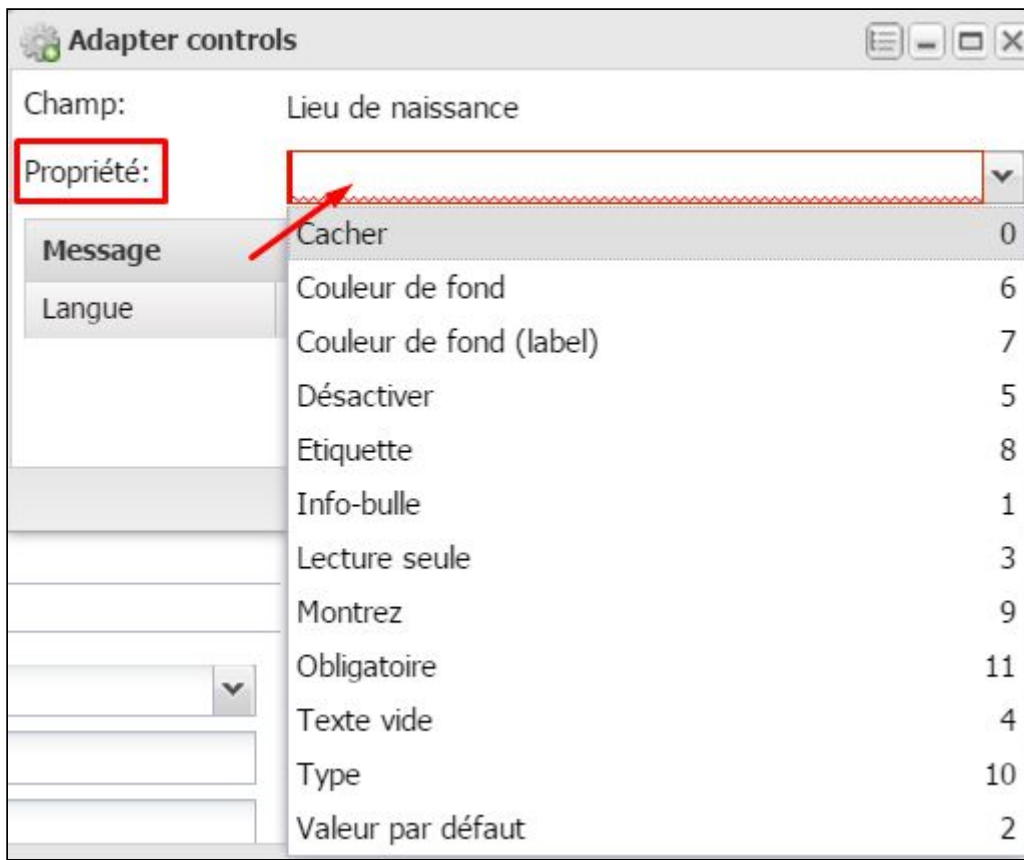 Adapter controls
Champ: Lieu de naissance
Propriété:
Message
Langue
Cacher 0
Couleur de fond 6
Couleur de fond (label) 7
Désactiver 5
Etiquette 8
Info-bulle 1
Lecture seule 3
Montrez 9
Obligatoire 11
Texte vide 4
Type 10
Valeur par défaut 2